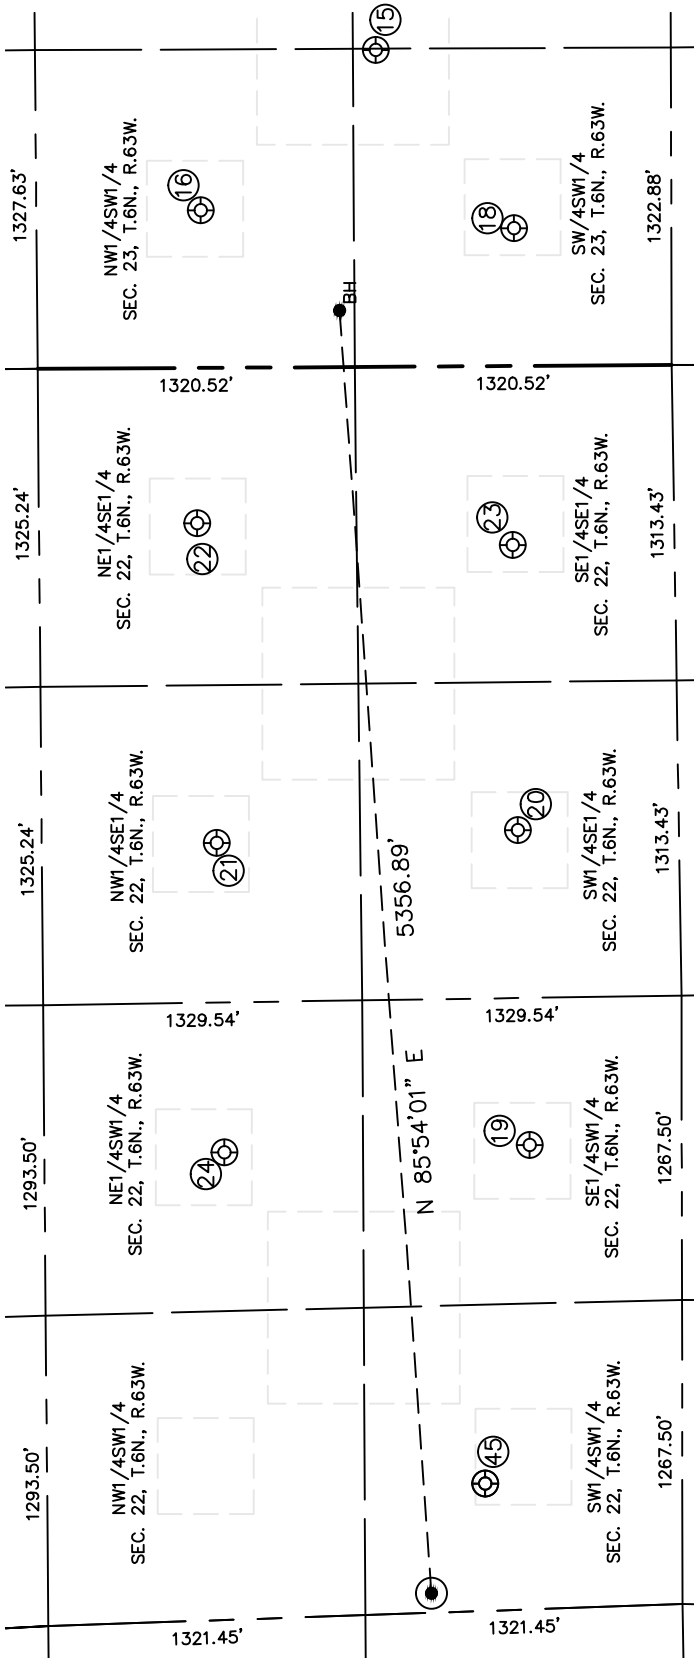 15
1327.63'
NW1/4SW1/4
SEC. 23, T.6N., R.63W.
16
18
SW/4SW1/4
SEC. 23, T.6N., R.63W.
1322.88'
BH
1320.52'
1320.52'
1325.24'
NE1/4SE1/4
SEC. 22, T.6N., R.63W.
22
23
SE1/4SE1/4
SEC. 22, T.6N., R.63W.
1313.43'
1325.24'
NW1/4SE1/4
SEC. 22, T.6N., R.63W.
21
20
SW1/4SE1/4
SEC. 22, T.6N., R.63W.
1313.43'
5356.89'
1329.54'
1329.54'
N 85°54'01" E
1293.50'
NE1/4SW1/4
SEC. 22, T.6N., R.63W.
24
19
SE1/4SW1/4
SEC. 22, T.6N., R.63W.
1267.50'
1293.50'
NW1/4SW1/4
SEC. 22, T.6N., R.63W.
45
SW1/4SW1/4
SEC. 22, T.6N., R.63W.
1267.50'
1321.45'
1321.45'